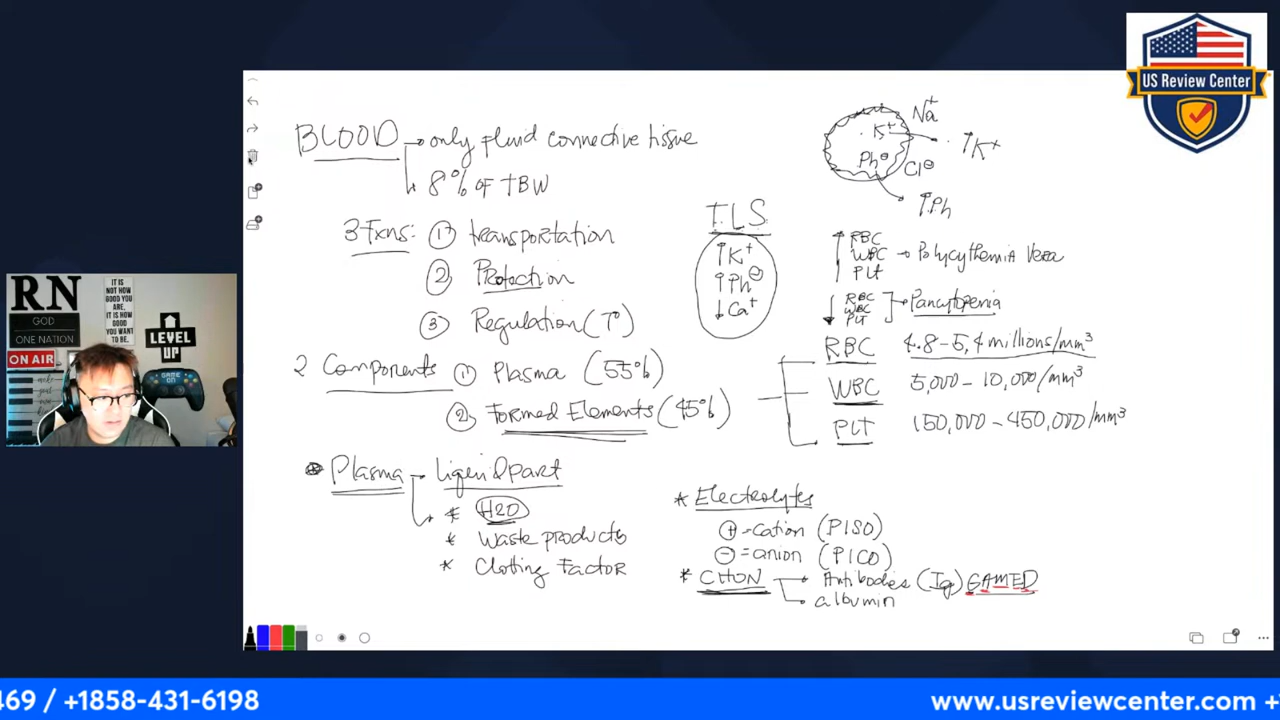 US Review Center
BLOOD → only fluid connective tissue
8% OF TBW
3 Fxns: ① transportation
② Protection
③ Regulation (T°)
2 Components ① Plasma (55%)
② Formed Elements (45%)
Plasma → liquid part
* H2O
* Waste products
* Clotting Factor
T.L.S
↑K+
↑Ph⊖
↓Ca+
K+
Ph⊖
Na+
Cl⊖
↑K+
↑Ph
↑ RBC
WBC → Polycythemia Vera
PLT
↓ RBC
WBC → Pancytopenia
PLT
RBC 4.8-5,4 millions/mm³
WBC 5,000 - 10,000/mm³
PLT 150,000 - 450,000/mm³
* Electrolytes
⊕ = cation (PISO)
⊖ = anion (PICO)
* CHON → Antibodies (Ig) GAMED
albumin
RN
GOD
ONE NATION
ON AIR
IT IS
NOT HOW
GOOD YOU
ARE.
IT IS HOW
GOOD
YOU WANT
TO BE.
LEVEL
UP
GAME
ON
469 / +1858-431-6198
www.usreviewcenter.com